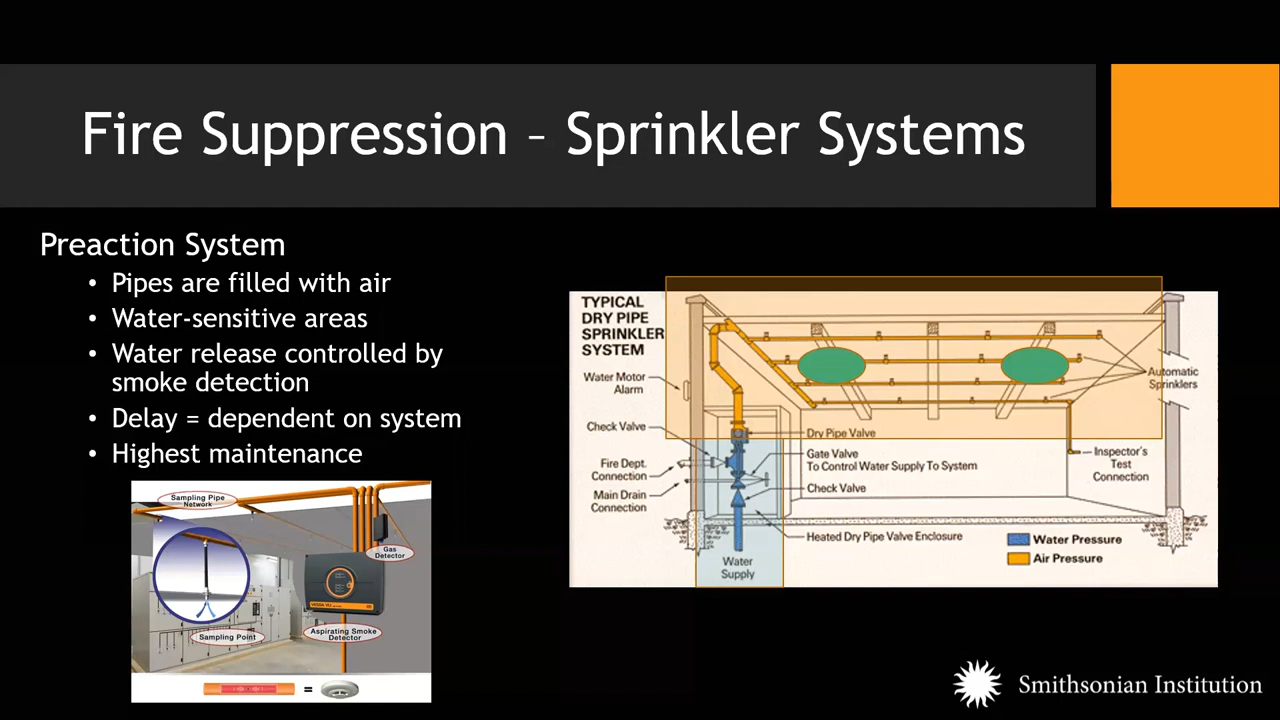 Fire Suppression – Sprinkler Systems
Preaction System
• Pipes are filled with air
• Water-sensitive areas
• Water release controlled by
smoke detection
• Delay = dependent on system
• Highest maintenance
Sampling Pipe
Network
Gas
Detector
Sampling Point
Aspirating Smoke
Detector
=
TYPICAL
DRY PIPE
SPRINKLER
SYSTEM
Water Motor
Alarm
Check Valve
Fire Dept.
Connection
Main Drain
Connection
Automatic
Sprinklers
Dry Pipe Valve
Gate Valve
To Control Water Supply To System
Check Valve
Inspector's
Test
Connection
Heated Dry Pipe Valve Enclosure
Water
Supply
Water Pressure
Air Pressure
Smithsonian Institution